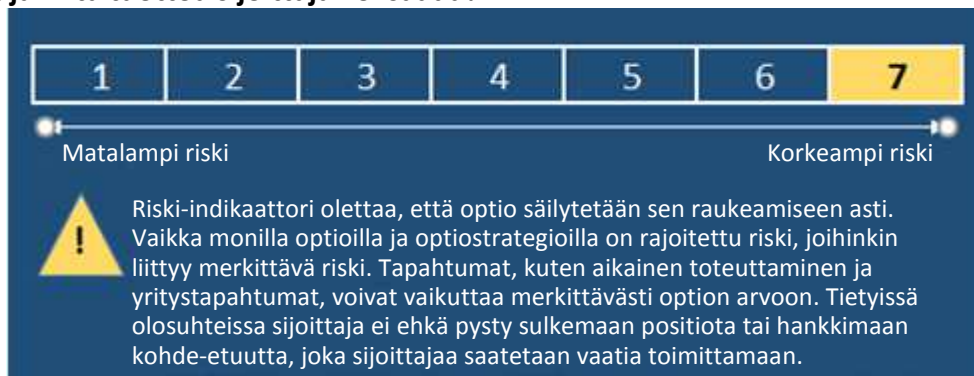 1 2 3 4 5 6 7
Matalampi riski Korkeampi riski
! Riski-indikaattori olettaa, että optio säilytetään sen raukeamiseen asti.
Vaikka monilla optioilla ja optiostrategioilla on rajoitettu riski, joihinkin
liittyy merkittävä riski. Tapahtumat, kuten aikainen toteuttaminen ja
yritystapahtumat, voivat vaikuttaa merkittävästi option arvoon. Tietyissä
olosuhteissa sijoittaja ei ehkä pysty sulkemaan positiota tai hankkimaan
kohde-etuutta, joka sijoittajaa saatetaan vaatia toimittamaan.